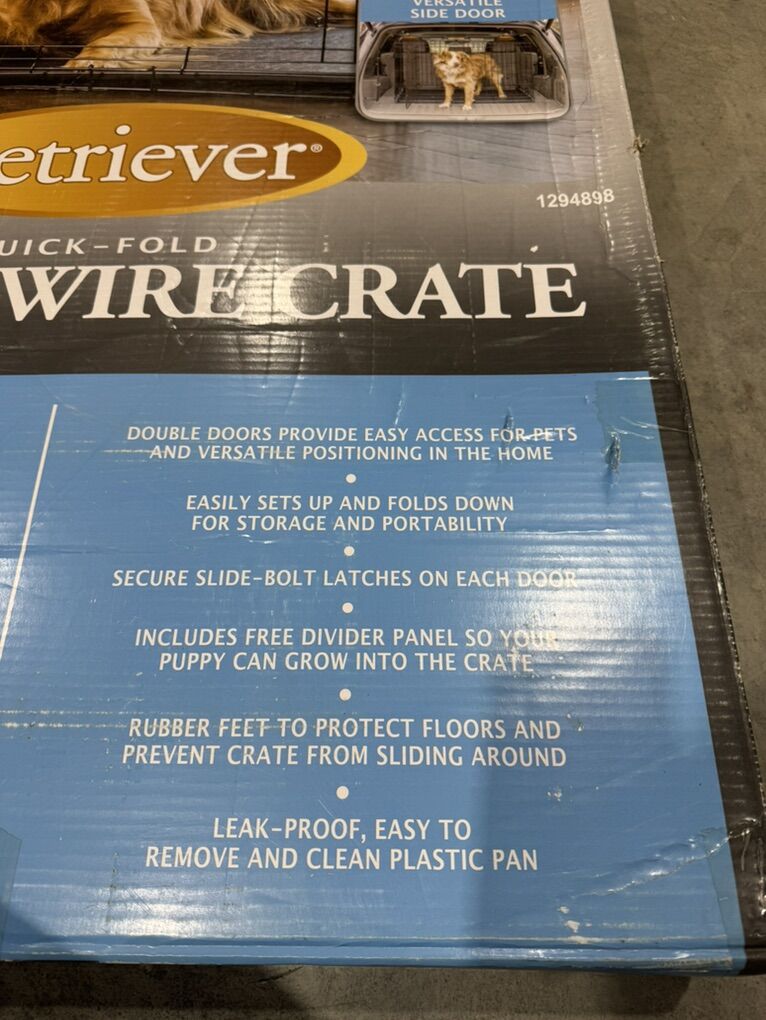 VERSATILE
SIDE DOOR
etriever®
1294898
UICK-FOLD
WIRE CRATE
DOUBLE DOORS PROVIDE EASY ACCESS FOR PETS
AND VERSATILE POSITIONING IN THE HOME
•
EASILY SETS UP AND FOLDS DOWN
FOR STORAGE AND PORTABILITY
•
SECURE SLIDE-BOLT LATCHES ON EACH DOOR
•
INCLUDES FREE DIVIDER PANEL SO YOUR
PUPPY CAN GROW INTO THE CRATE
•
RUBBER FEET TO PROTECT FLOORS AND
PREVENT CRATE FROM SLIDING AROUND
•
LEAK-PROOF, EASY TO
REMOVE AND CLEAN PLASTIC PAN